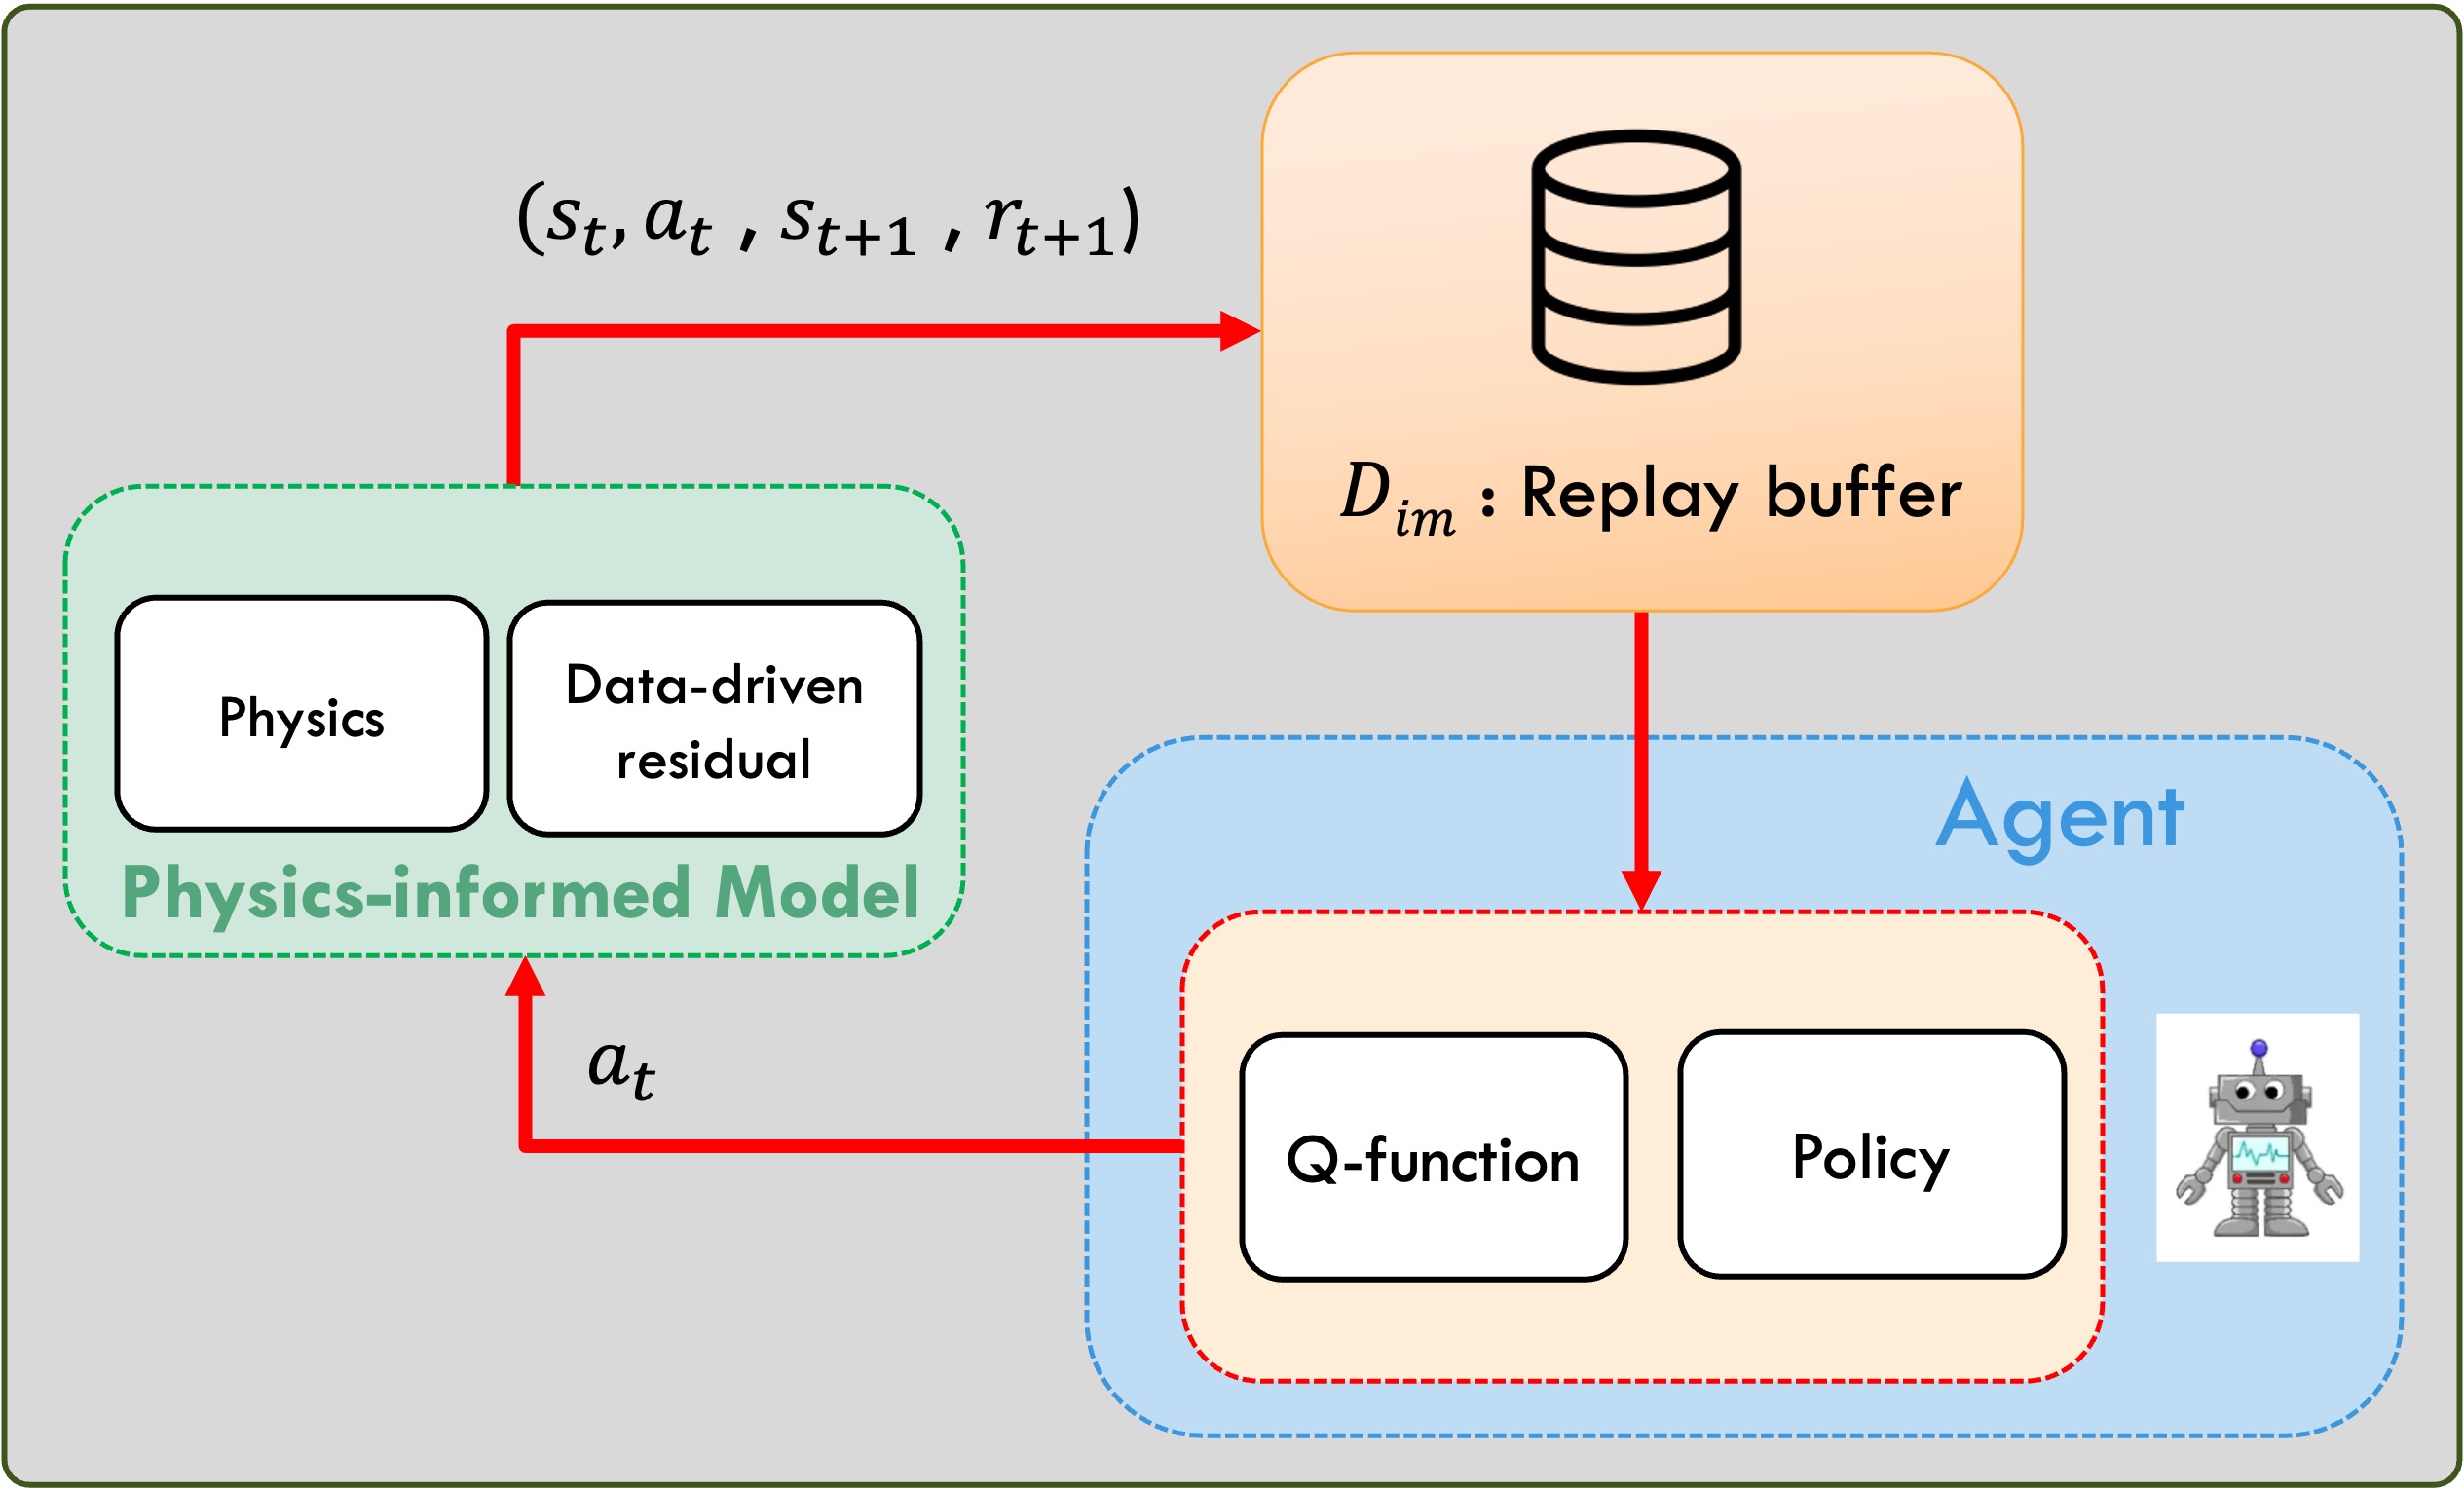 (s_t, a_t , s_{t+1} , r_{t+1})
D_{im} : Replay buffer
Physics
Data-driven
residual
Physics-informed Model
Agent
a_t
Q-function
Policy